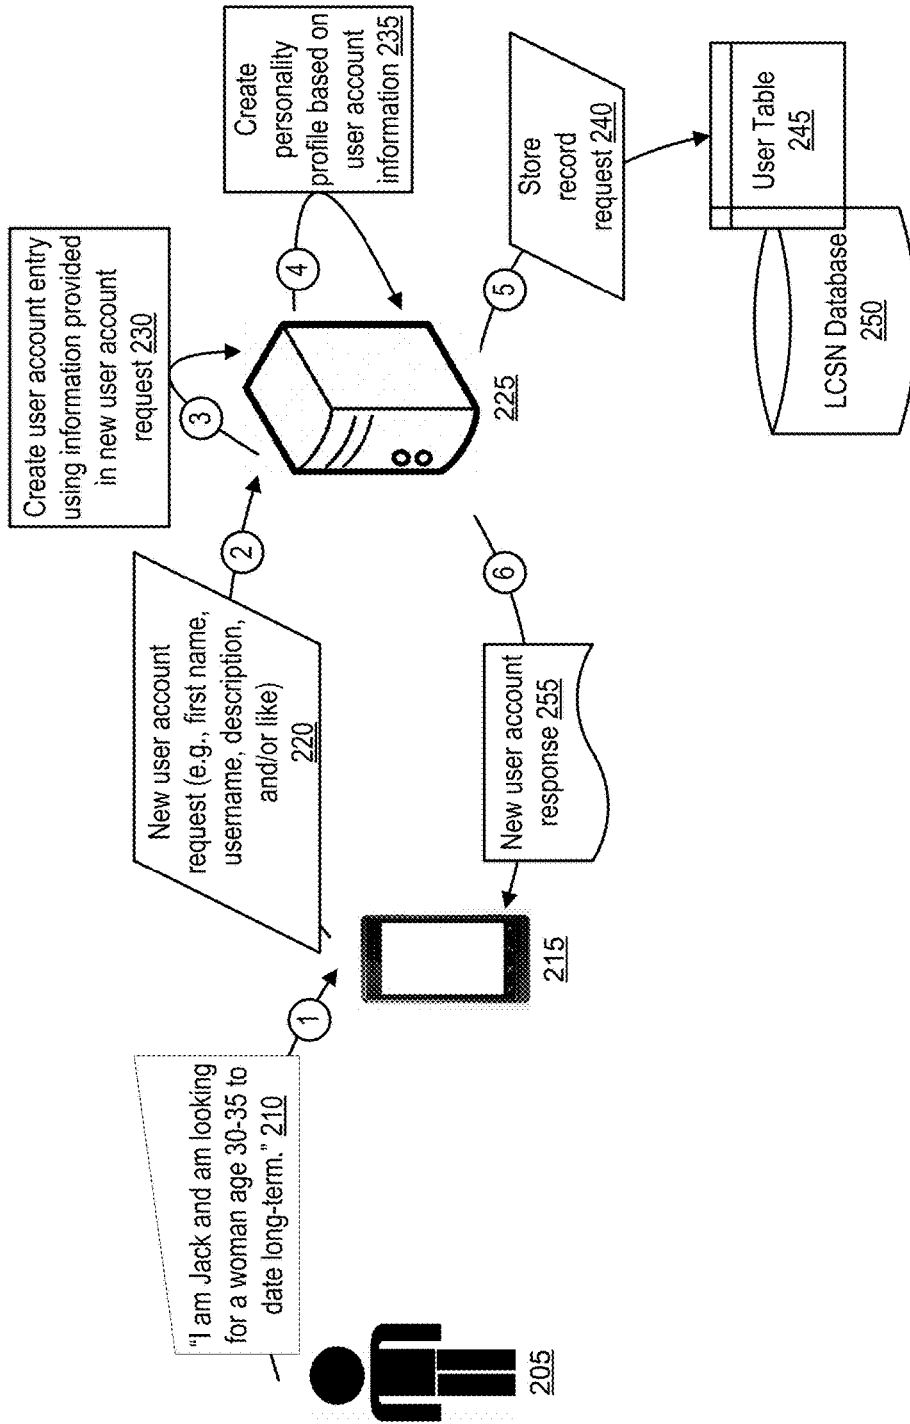 "I am Jack and am looking
for a woman age 30-35 to
date long-term." 210
205
1
215
New user account
request (e.g., first name,
username, description,
and/or like)
220
2
Create user account entry
using information provided
in new user account
request 230
3
225
4
Create
personality
profile based on
user account
information 235
5
Store
record
request 240
User Table
245
LCSN Database
250
6
New user account
response 255